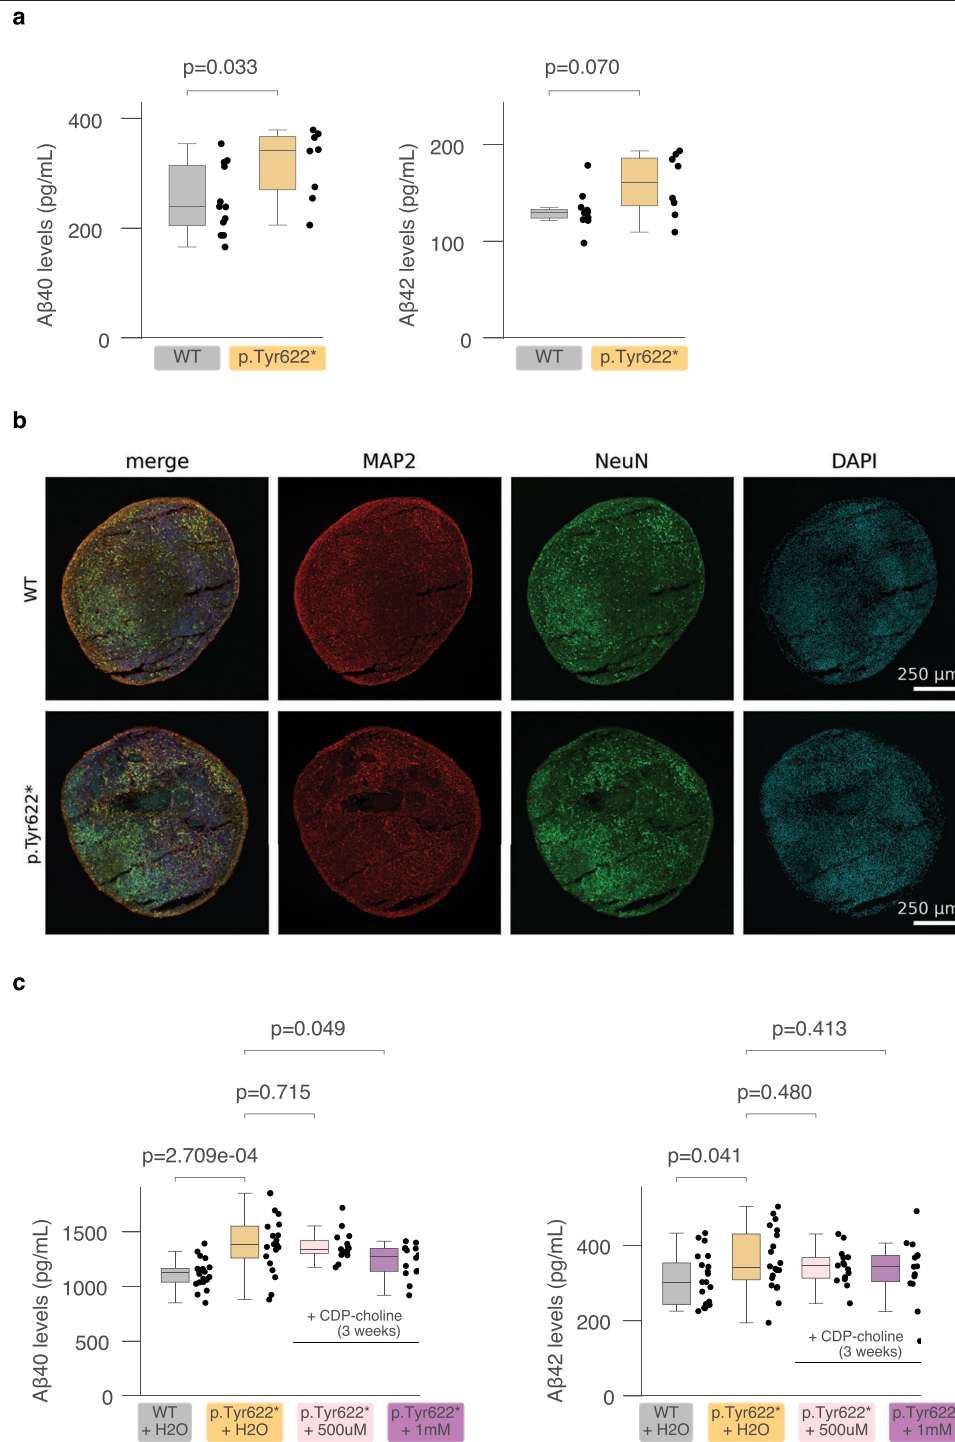 a
p=0.033
p=0.070
400
200
0
Aβ40 levels (pg/mL)
WT
p.Tyr622*
200
100
0
Aβ42 levels (pg/mL)
WT
p.Tyr622*
b
merge
MAP2
NeuN
DAPI
WT
250 μm
p.Tyr622*
250 μm
c
p=0.049
p=0.715
p=2.709e-04
1500
1000
500
0
Aβ40 levels (pg/mL)
+ CDP-choline
(3 weeks)
WT
+ H2O
p.Tyr622*
+ H2O
p.Tyr622*
+ 500uM
p.Tyr622*
+ 1mM
p=0.413
p=0.480
p=0.041
400
200
0
Aβ42 levels (pg/mL)
+ CDP-choline
(3 weeks)
WT
+ H2O
p.Tyr622*
+ H2O
p.Tyr622*
+ 500uM
p.Tyr622
+ 1mM